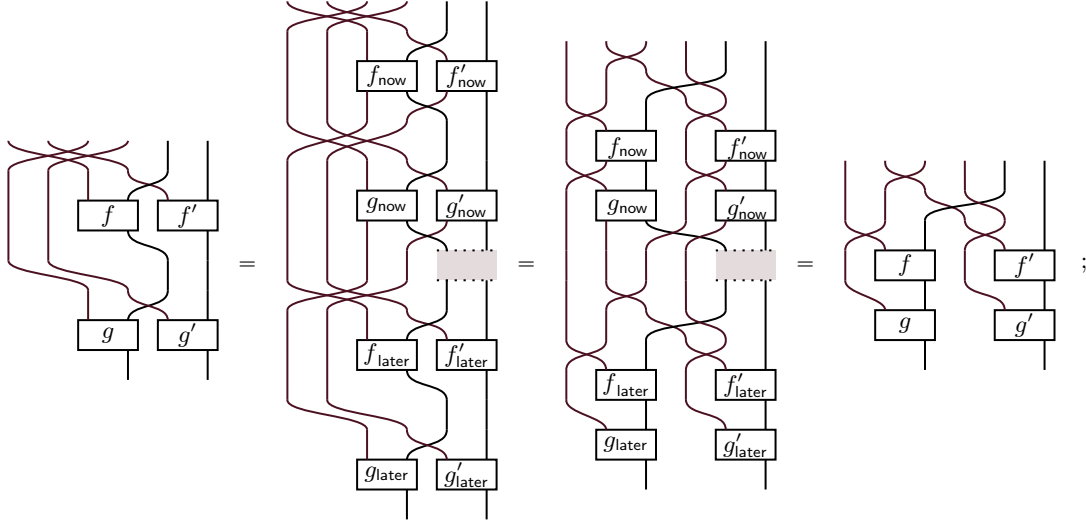 f_now f′_now
f f′ g_now g′_now f_now f′_now
g_now g′_now
= = = f f′ ;
g g′ f_later f′_later g g′
f_later f′_later
g_later g′_later g_later g′_later